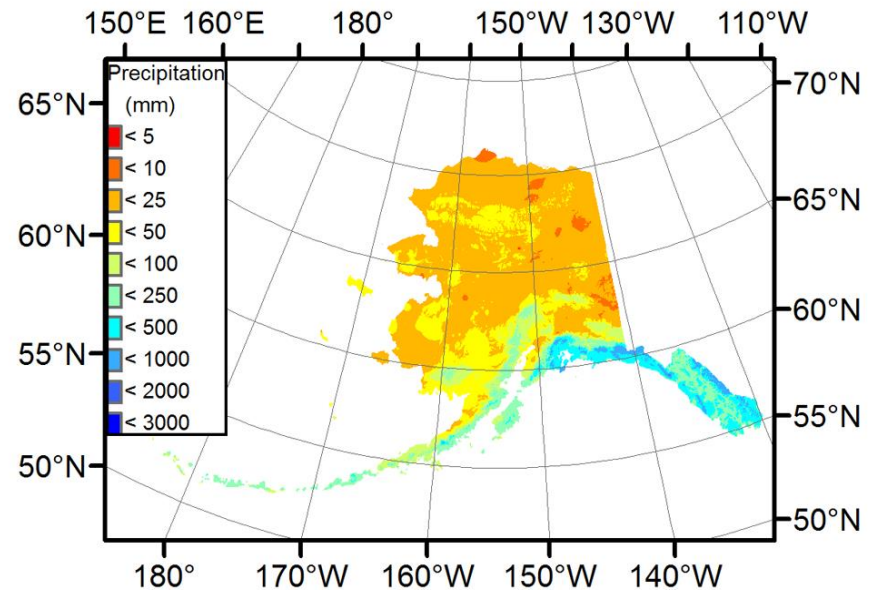 150°E 160°E 180° 150°W 130°W 110°W
Precipitation
(mm)
< 5
< 10
< 25
< 50
< 100
< 250
< 500
< 1000
< 2000
< 3000
65°N
60°N
55°N
50°N
70°N
65°N
60°N
55°N
50°N
180° 170°W 160°W 150°W 140°W